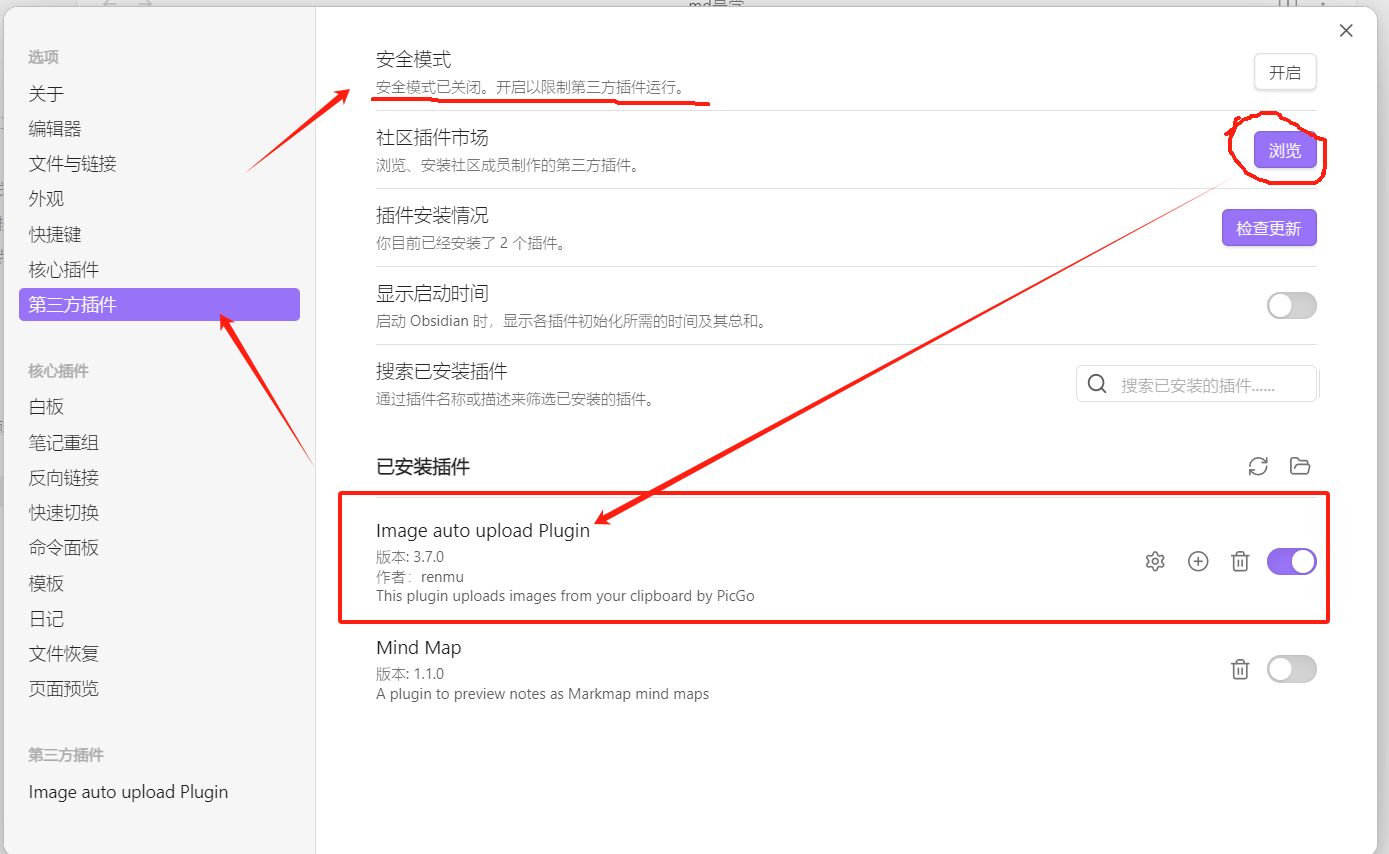 选项
关于
编辑器
文件与链接
外观
快捷键
核心插件
第三方插件
核心插件
白板
笔记重组
反向链接
快速切换
命令面板
模板
日记
文件恢复
页面预览
第三方插件
Image auto upload Plugin
安全模式
安全模式已关闭。开启以限制第三方插件运行。
开启
社区插件市场
浏览、安装社区成员制作的第三方插件。
浏览
插件安装情况
你目前已经安装了 2 个插件。
检查更新
显示启动时间
启动 Obsidian 时，显示各插件初始化所需的时间及其总和。
搜索已安装插件
通过插件名称或描述来筛选已安装的插件。
搜索已安装的插件......
已安装插件
Image auto upload Plugin
版本: 3.7.0
作者：renmu
This plugin uploads images from your clipboard by PicGo
Mind Map
版本: 1.1.0
A plugin to preview notes as Markmap mind maps